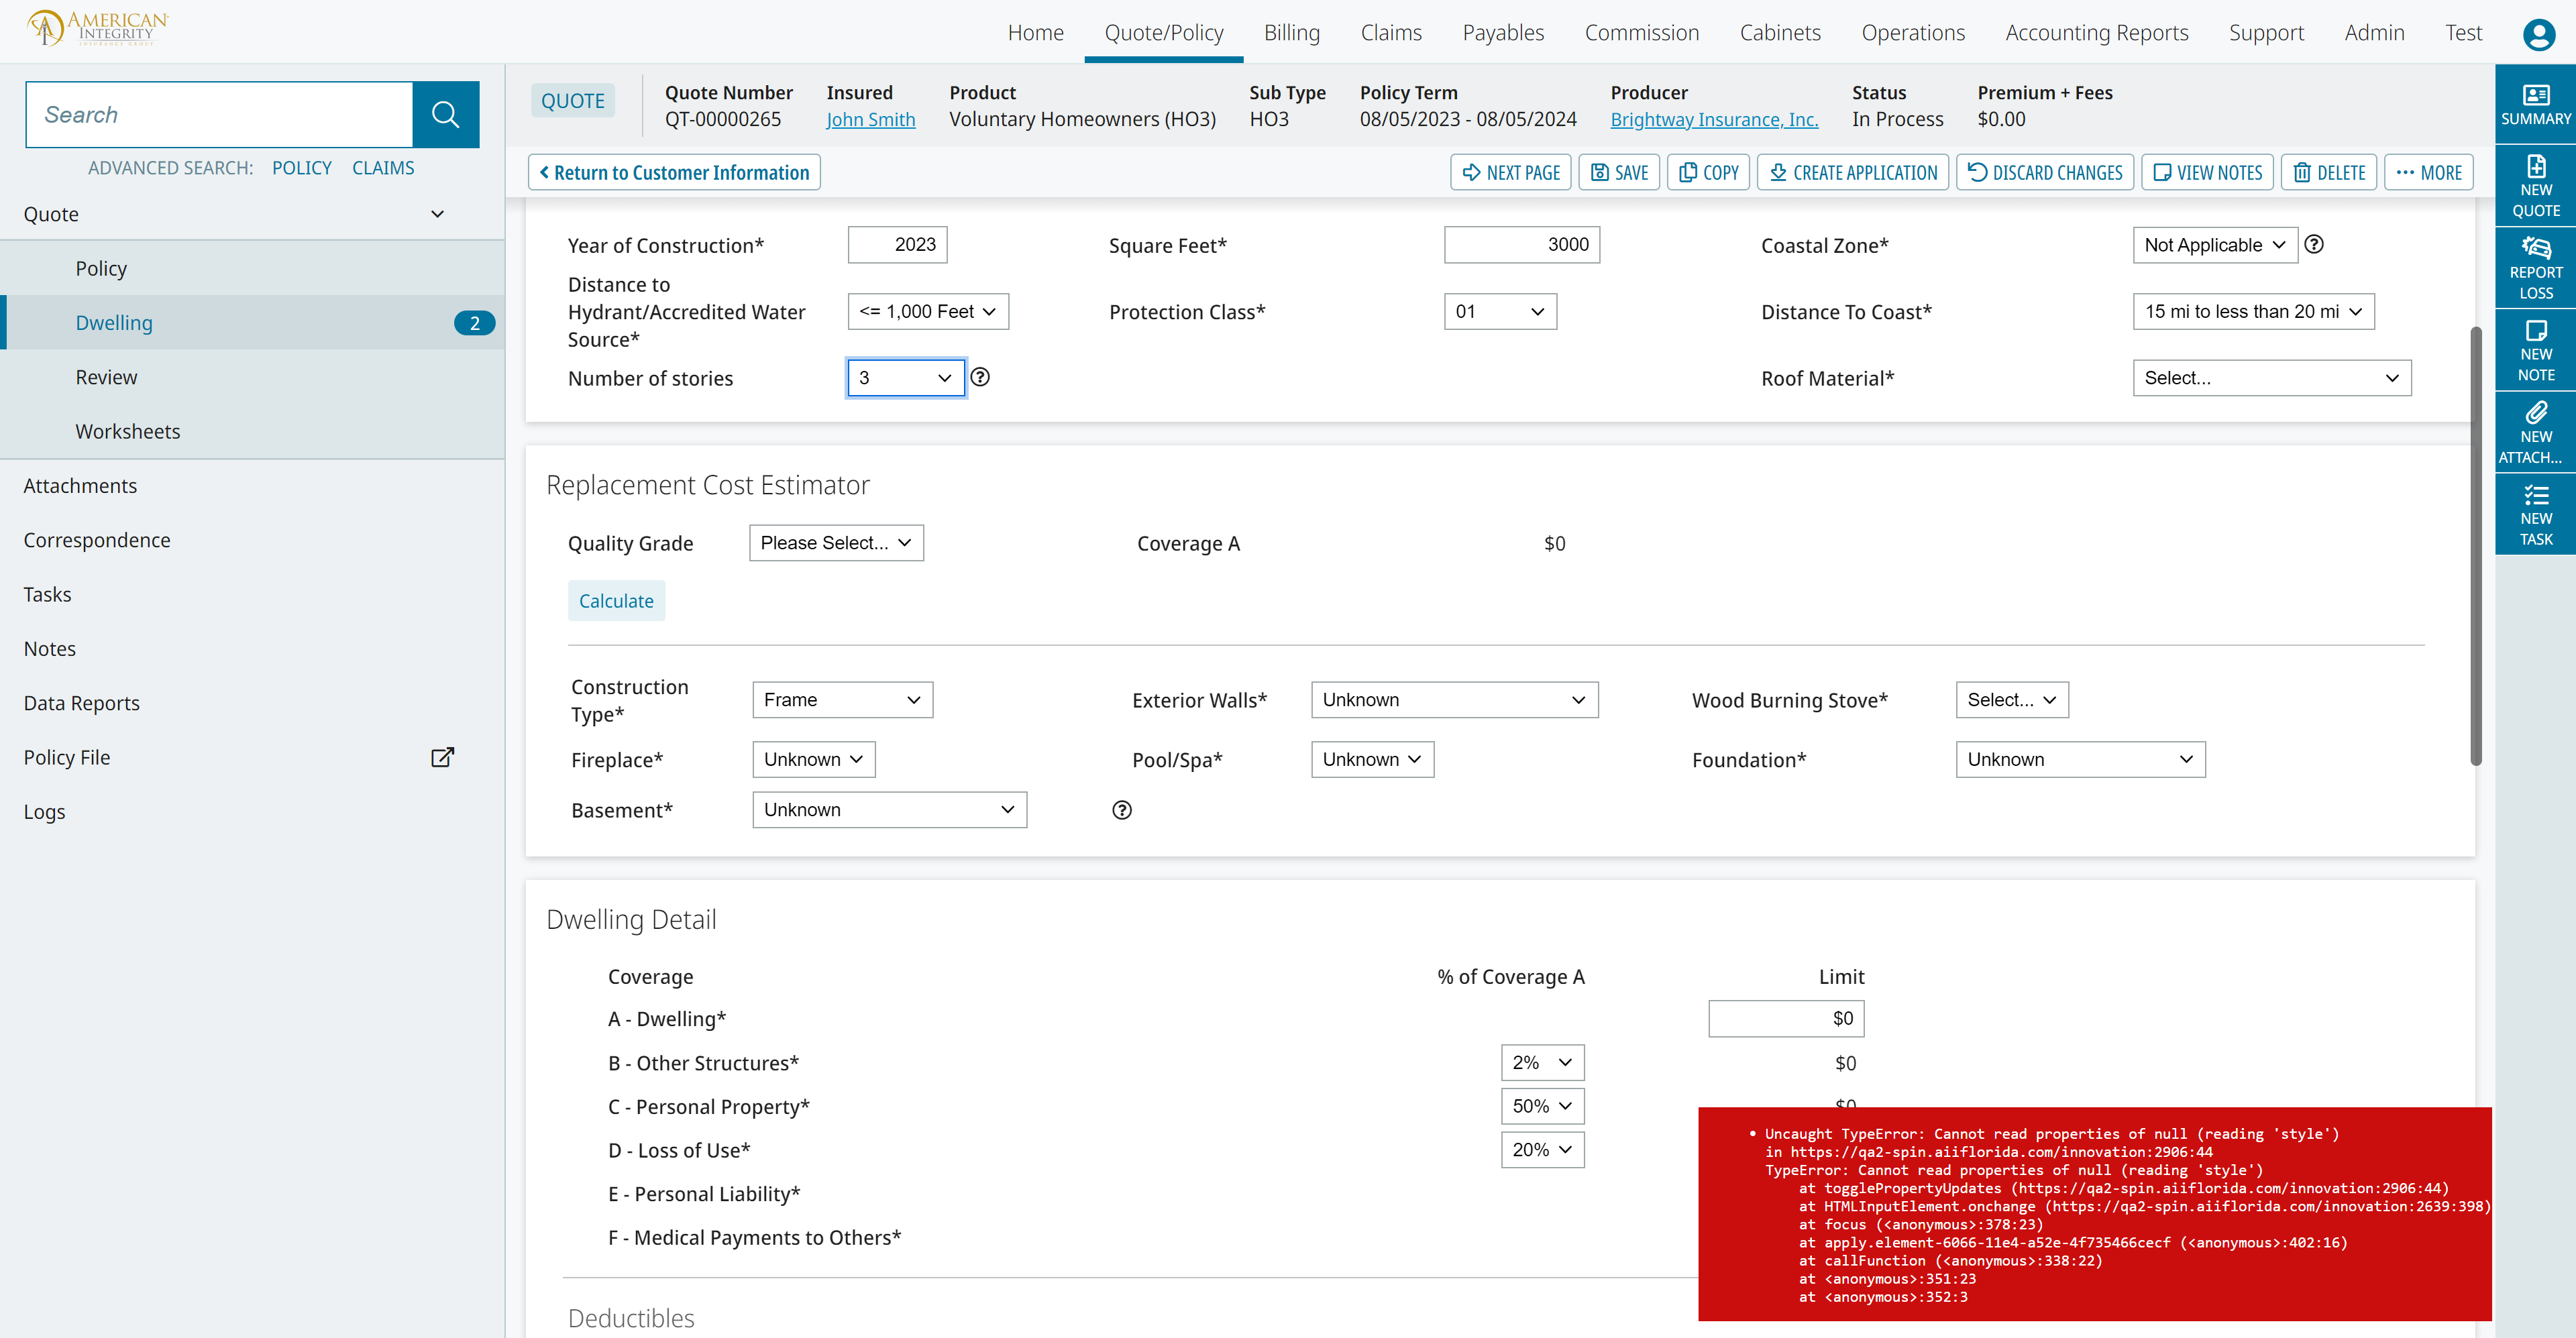 AMERICAN
INTEGRITY
INSURANCE GROUP
Home Quote/Policy Billing Claims Payables Commission Cabinets Operations Accounting Reports Support Admin Test
Search
ADVANCED SEARCH: POLICY CLAIMS
Quote
Policy
Dwelling 2
Review
Worksheets
Attachments
Correspondence
Tasks
Notes
Data Reports
Policy File
Logs
QUOTE
Quote Number Insured Product Sub Type Policy Term Producer Status Premium + Fees
QT-00000265 John Smith Voluntary Homeowners (HO3) HO3 08/05/2023 - 08/05/2024 Brightway Insurance, Inc. In Process $0.00
Return to Customer Information NEXT PAGE SAVE COPY CREATE APPLICATION DISCARD CHANGES VIEW NOTES DELETE MORE
Year of Construction* 2023 Square Feet* 3000 Coastal Zone* Not Applicable
Distance to
Hydrant/Accredited Water
Source*
<= 1,000 Feet Protection Class* 01 Distance To Coast* 15 mi to less than 20 mi
Number of stories 3 Roof Material* Select...
Replacement Cost Estimator
Quality Grade Please Select... Coverage A $0
Calculate
Construction
Type*
Frame Exterior Walls* Unknown Wood Burning Stove* Select...
Fireplace* Unknown Pool/Spa* Unknown Foundation* Unknown
Basement* Unknown
Dwelling Detail
Coverage % of Coverage A Limit
A - Dwelling* $0
B - Other Structures* 2% $0
C - Personal Property* 50% $0
D - Loss of Use* 20%
E - Personal Liability*
F - Medical Payments to Others*
Deductibles
• Uncaught TypeError: Cannot read properties of null (reading 'style')
in https://qa2-spin.aiiflorida.com/innovation:2906:44
TypeError: Cannot read properties of null (reading 'style')
at togglePropertyUpdates (https://qa2-spin.aiiflorida.com/innovation:2906:44)
at HTMLInputElement.onchange (https://qa2-spin.aiiflorida.com/innovation:2639:398)
at focus (<anonymous>:378:23)
at apply.element-6066-11e4-a52e-4f735466cecf (<anonymous>:402:16)
at callFunction (<anonymous>:338:22)
at <anonymous>:351:23
at <anonymous>:352:3
SUMMARY
NEW
QUOTE
REPORT
LOSS
NEW
NOTE
NEW
ATTACH...
NEW
TASK